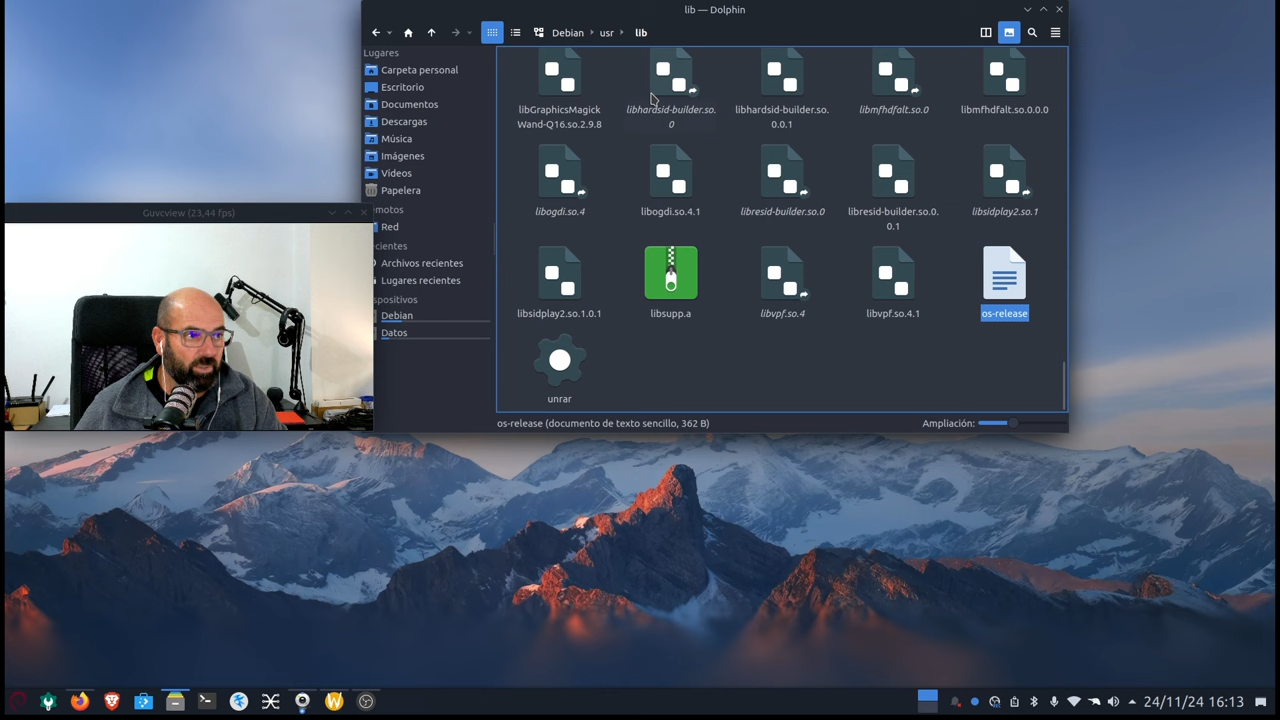 lib — Dolphin
Debian
usr
lib
Lugares
Carpeta personal
Escritorio
Documentos
Descargas
Música
Imágenes
Vídeos
Papelera
emotos
Red
ecientes
Archivos recientes
Lugares recientes
spositivos
Debian
Datos
libGraphicsMagick
Wand-Q16.so.2.9.8
libhardsid-builder.so.
0
libhardsid-builder.so.
0.0.1
libmfhdfalt.so.0
libmfhdfalt.so.0.0.0
libogdi.so.4
libogdi.so.4.1
libresid-builder.so.0
libresid-builder.so.0.
0.1
libsidplay2.so.1
libsidplay2.so.1.0.1
libsupp.a
libvpf.so.4
libvpf.so.4.1
os-release
unrar
os-release (documento de texto sencillo, 362 B)
Ampliación:
Guvcview (23,44 fps)
24/11/24 16:13